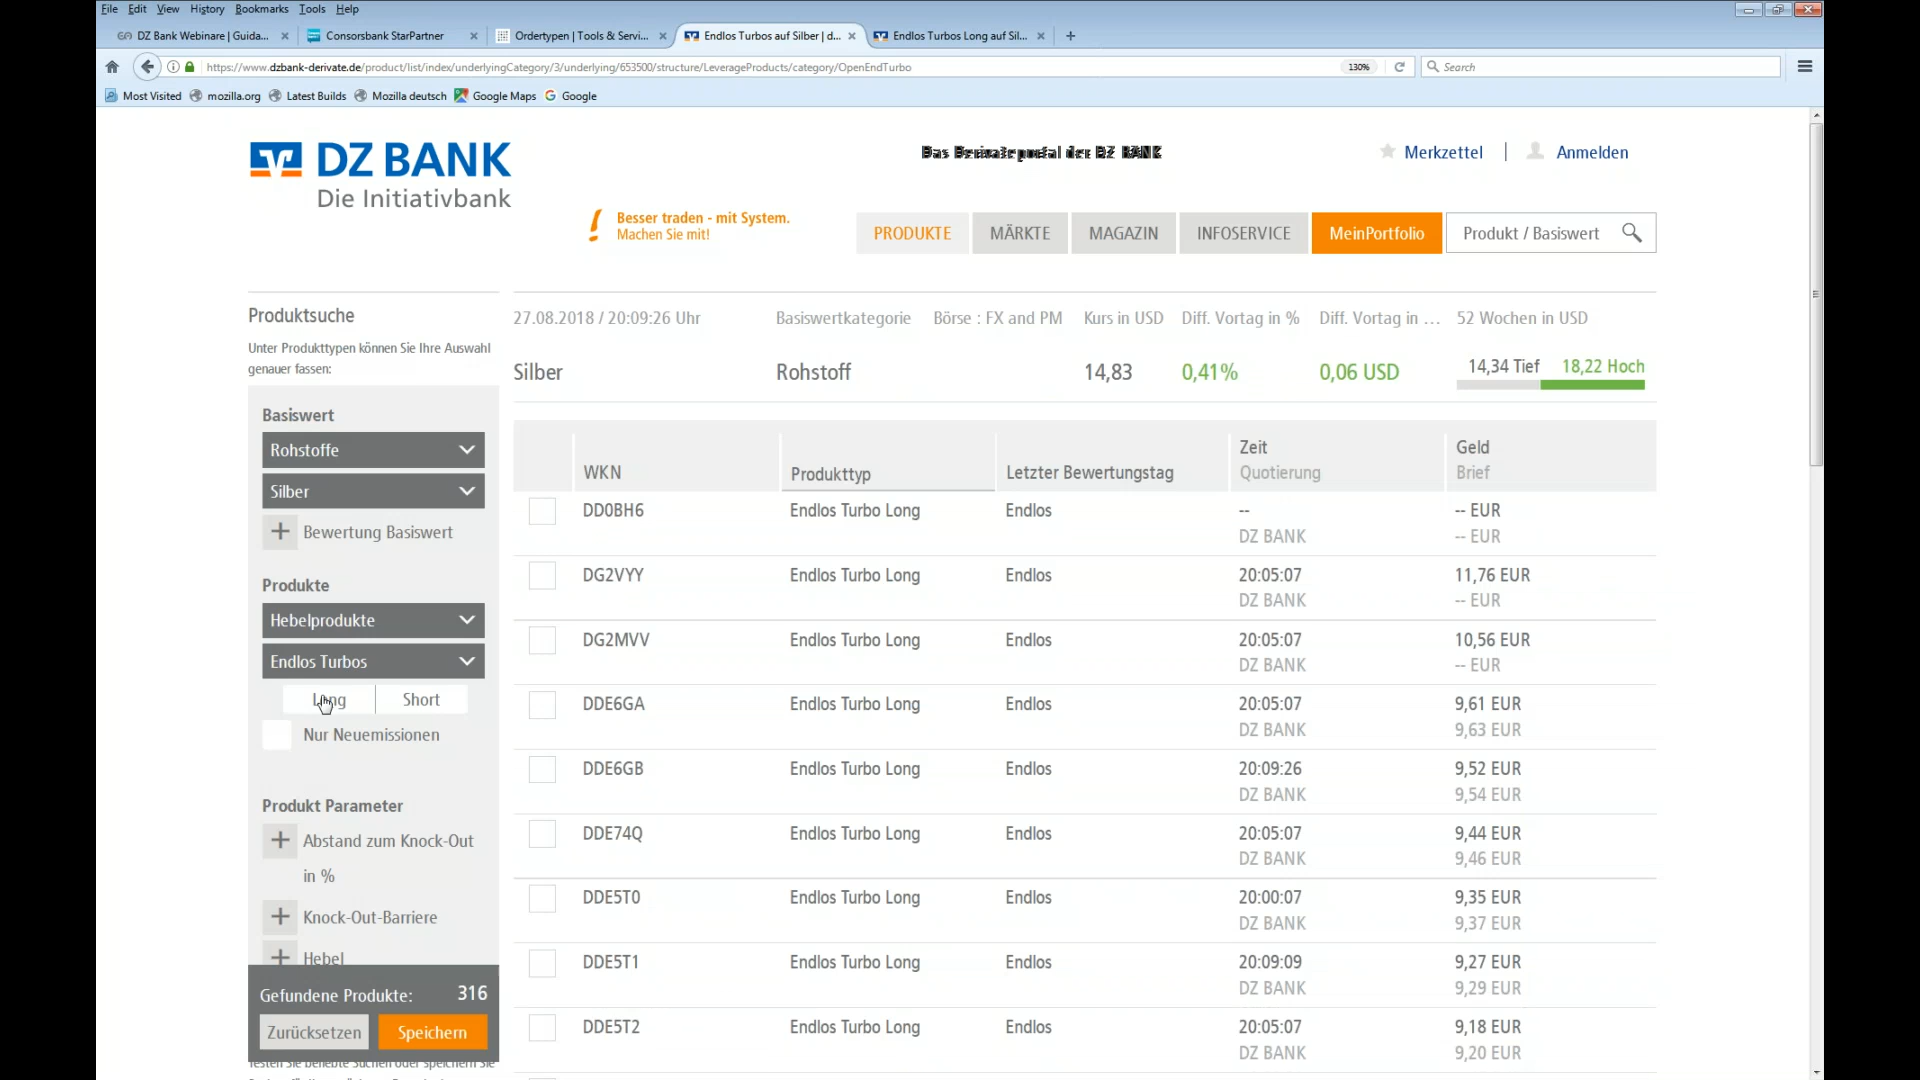 File Edit View History Bookmarks Tools Help
DZ Bank Webinare | Guida... Consorsbank StarPartner Ordertypen | Tools & Servi... Endlos Turbos auf Silber | d... Endlos Turbos Long auf Sil...
https://www.dzbank-derivate.de/product/list/index/underlyingCategory/3/underlying/653500/structure/LeverageProducts/category/OpenEndTurbo 130% Search
Most Visited mozilla.org Latest Builds Mozilla deutsch Google Maps Google
DZ BANK
Die Initiativbank
Das Derivateportal der DZ BANK
Merkzettel | Anmelden
Besser traden - mit System.
Machen Sie mit!
PRODUKTE MÄRKTE MAGAZIN INFOSERVICE MeinPortfolio Produkt / Basiswert
Produktsuche
Unter Produkttypen können Sie Ihre Auswahl
genauer fassen:
Basiswert
Rohstoffe
Silber
+ Bewertung Basiswert
Produkte
Hebelprodukte
Endlos Turbos
Long Short
Nur Neuemissionen
Produkt Parameter
+ Abstand zum Knock-Out
in %
+ Knock-Out-Barriere
+ Hebel
Gefundene Produkte: 316
Zurücksetzen Speichern
27.08.2018 / 20:09:26 Uhr Basiswertkategorie Börse : FX and PM Kurs in USD Diff. Vortag in % Diff. Vortag in ... 52 Wochen in USD
Silber Rohstoff 14,83 0,41% 0,06 USD 14,34 Tief 18,22 Hoch
WKN Produkttyp Letzter Bewertungstag Zeit Geld
Quotierung Brief
DD0BH6 Endlos Turbo Long Endlos -- -- EUR
DZ BANK -- EUR
DG2VYY Endlos Turbo Long Endlos 20:05:07 11,76 EUR
DZ BANK -- EUR
DG2MVV Endlos Turbo Long Endlos 20:05:07 10,56 EUR
DZ BANK -- EUR
DDE6GA Endlos Turbo Long Endlos 20:05:07 9,61 EUR
DZ BANK 9,63 EUR
DDE6GB Endlos Turbo Long Endlos 20:09:26 9,52 EUR
DZ BANK 9,54 EUR
DDE74Q Endlos Turbo Long Endlos 20:05:07 9,44 EUR
DZ BANK 9,46 EUR
DDE5T0 Endlos Turbo Long Endlos 20:00:07 9,35 EUR
DZ BANK 9,37 EUR
DDE5T1 Endlos Turbo Long Endlos 20:09:09 9,27 EUR
DZ BANK 9,29 EUR
DDE5T2 Endlos Turbo Long Endlos 20:05:07 9,18 EUR
DZ BANK 9,20 EUR